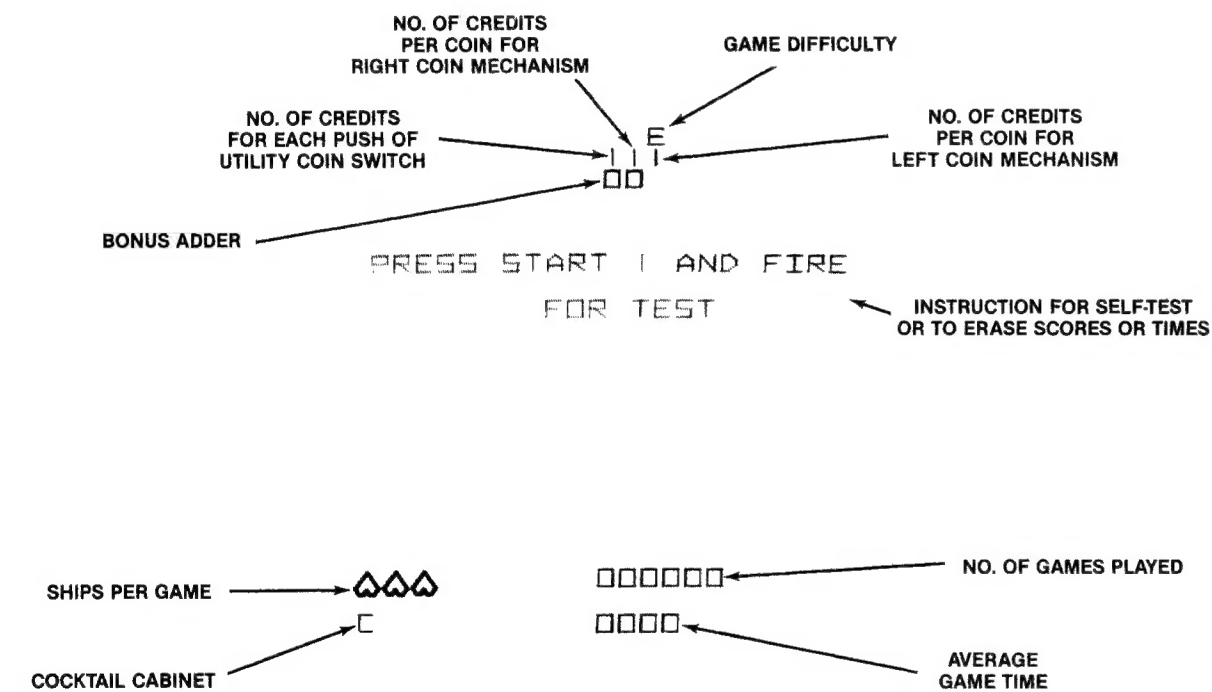 NO. OF CREDITS
PER COIN FOR
RIGHT COIN MECHANISM
GAME DIFFICULTY
NO. OF CREDITS
FOR EACH PUSH OF
UTILITY COIN SWITCH
NO. OF CREDITS
PER COIN FOR
LEFT COIN MECHANISM
E
1 1 1
00
BONUS ADDER
PRESS START 1 AND FIRE
FOR TEST
INSTRUCTION FOR SELF-TEST
OR TO ERASE SCORES OR TIMES
SHIPS PER GAME
000000
NO. OF GAMES PLAYED
C
0000
COCKTAIL CABINET
AVERAGE
GAME TIME